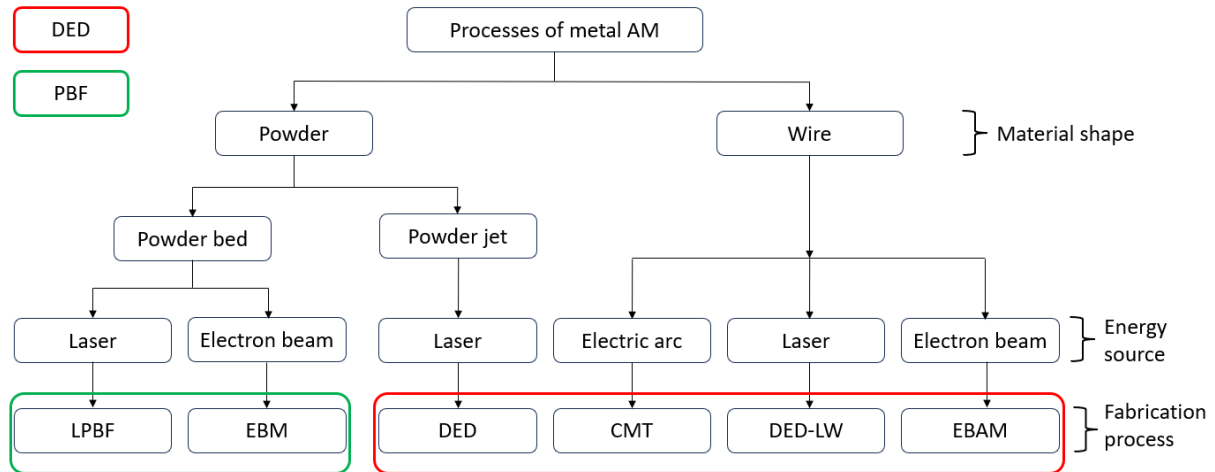 DED
Processes of metal AM
PBF
Powder
Wire
Material shape
Powder bed
Powder jet
Laser
Electron beam
Laser
Electric arc
Laser
Electron beam
Energy
source
LPBF
EBM
DED
CMT
DED-LW
EBAM
Fabrication
process